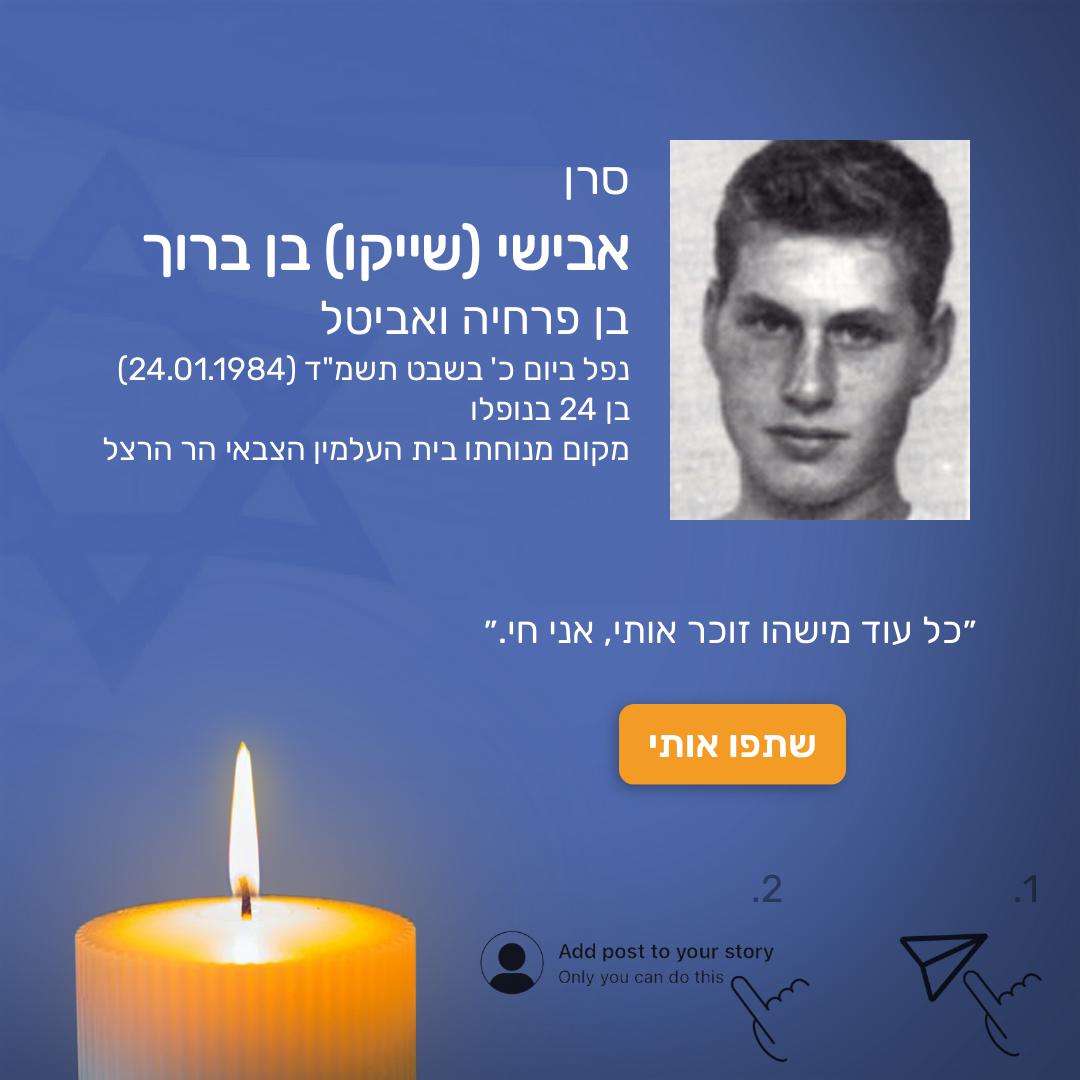 סרן
אבישי (שייקו) בן ברוך
בן פרחיה ואביטל
נפל ביום כ' בשבט תשמ"ד (24.01.1984)
בן 24 בנופלו
מקום מנוחתו בית העלמין הצבאי הר הרצל
״כל עוד מישהו זוכר אותי, אני חי.״
שתפו אותי
1.
2.
Add post to your story
Only you can do this